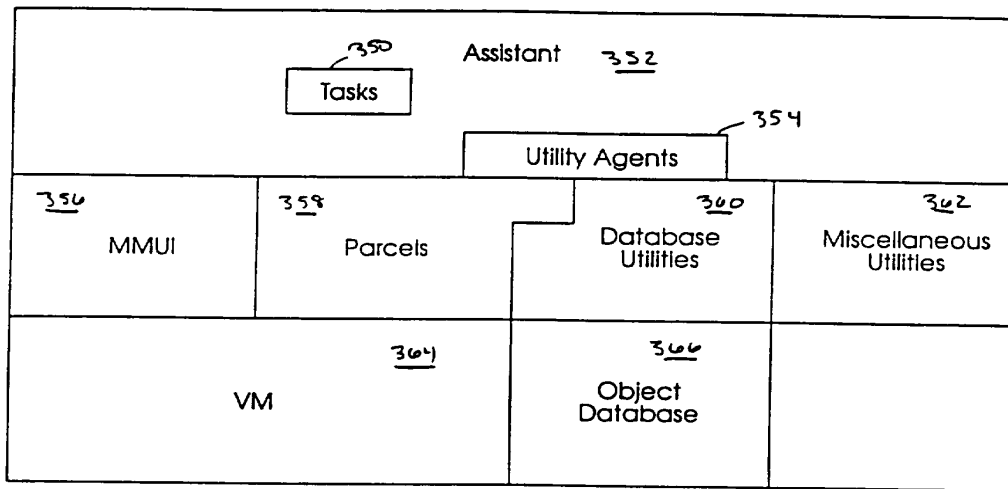 350
Assistant 352
Tasks
354
Utility Agents
356
358
360
362
MMUI
Parcels
Database
Utilities
Miscellaneous
Utilities
364
366
VM
Object
Database